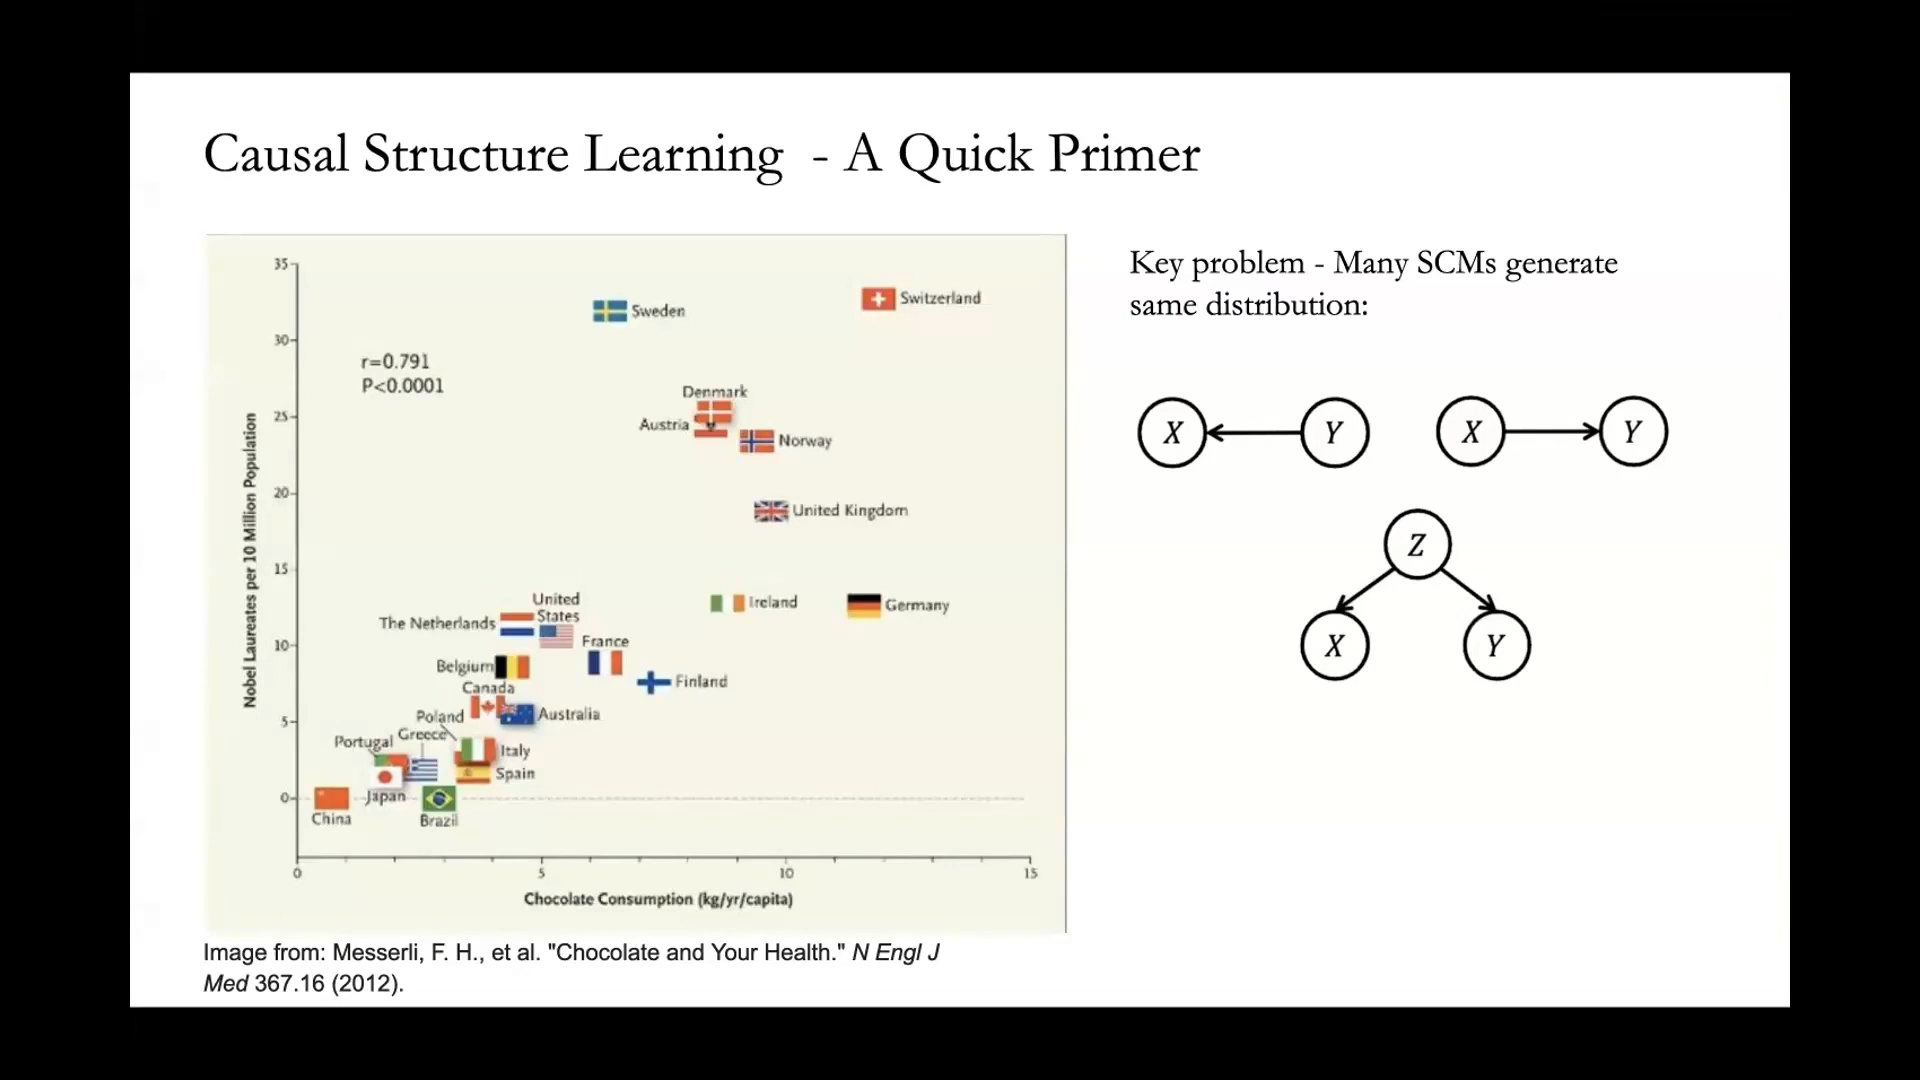 Causal Structure Learning - A Quick Primer
Key problem - Many SCMs generate
same distribution:
35
30
25
20
15
10
5
0
Nobel Laureates per 10 Million Population
r=0.791
P<0.0001
Sweden
Switzerland
Denmark
Austria
Norway
United Kingdom
Ireland
Germany
United
States
The Netherlands
France
Belgium
Finland
Canada
Australia
Poland
Greece
Portugal
Italy
Spain
Japan
China
Brazil
0
5
10
15
Chocolate Consumption (kg/yr/capita)
X
Y
X
Y
Z
X
Y
Image from: Messerli, F. H., et al. "Chocolate and Your Health." N Engl J
Med 367.16 (2012).